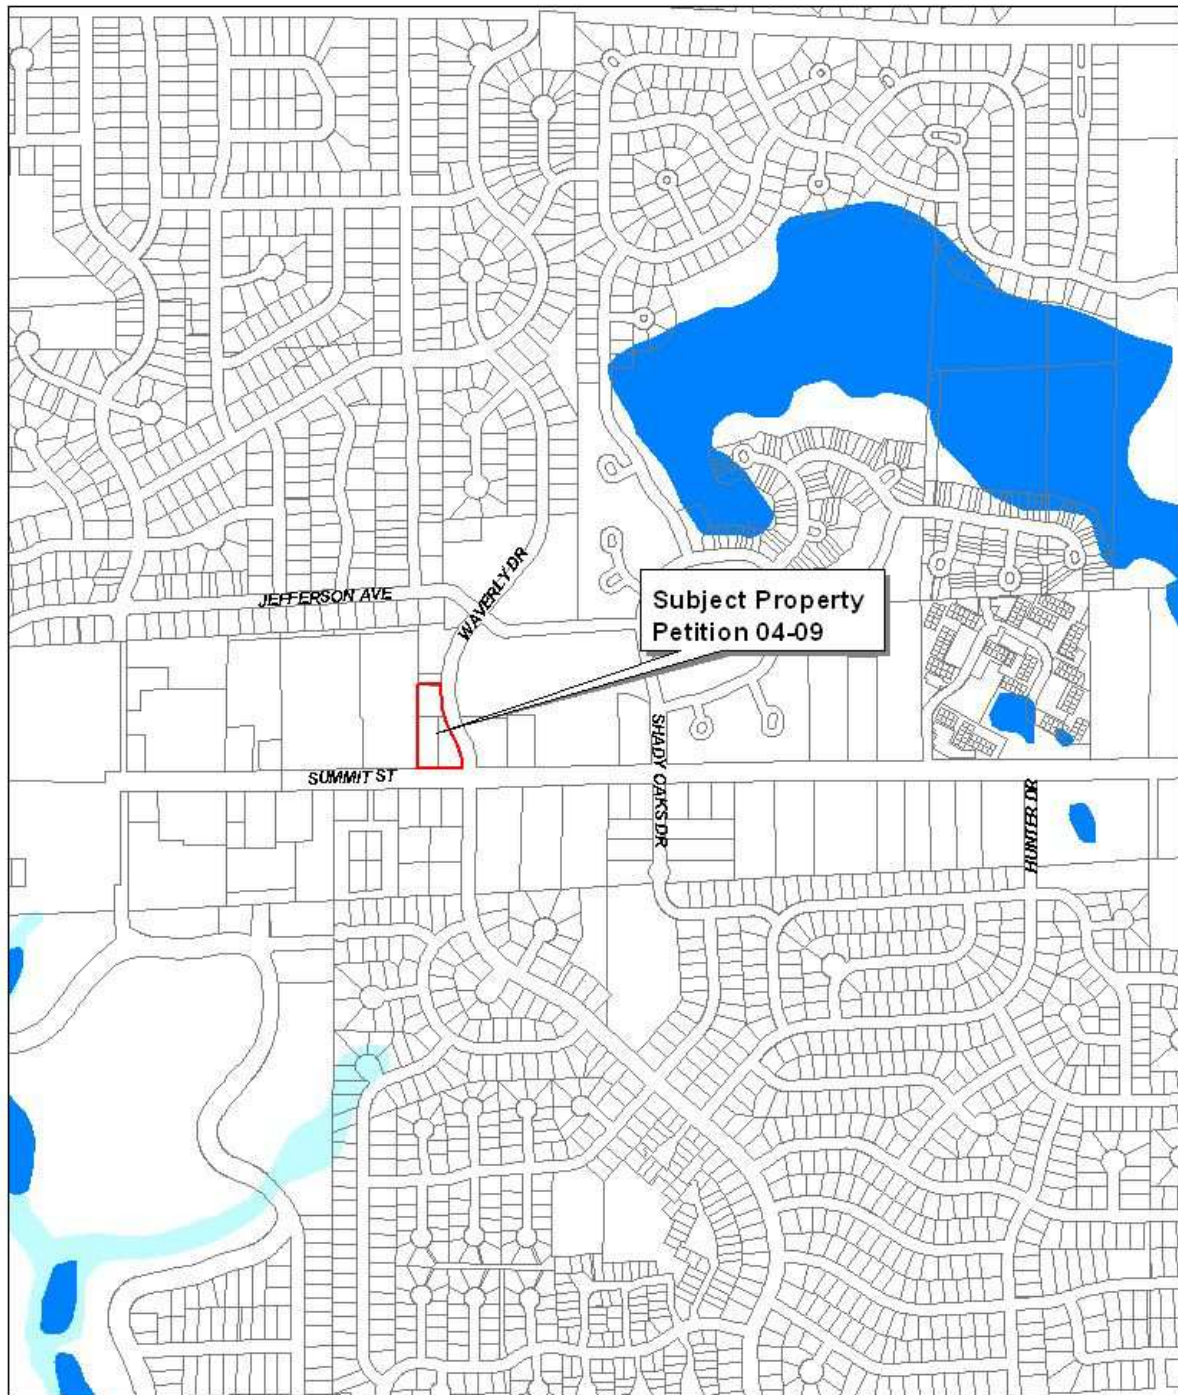 JEFFERSON AVE
WAVERLY DR
Subject Property
Petition 04-09
SUMMIT ST
SHADY OAKS DR
HUNTER DR